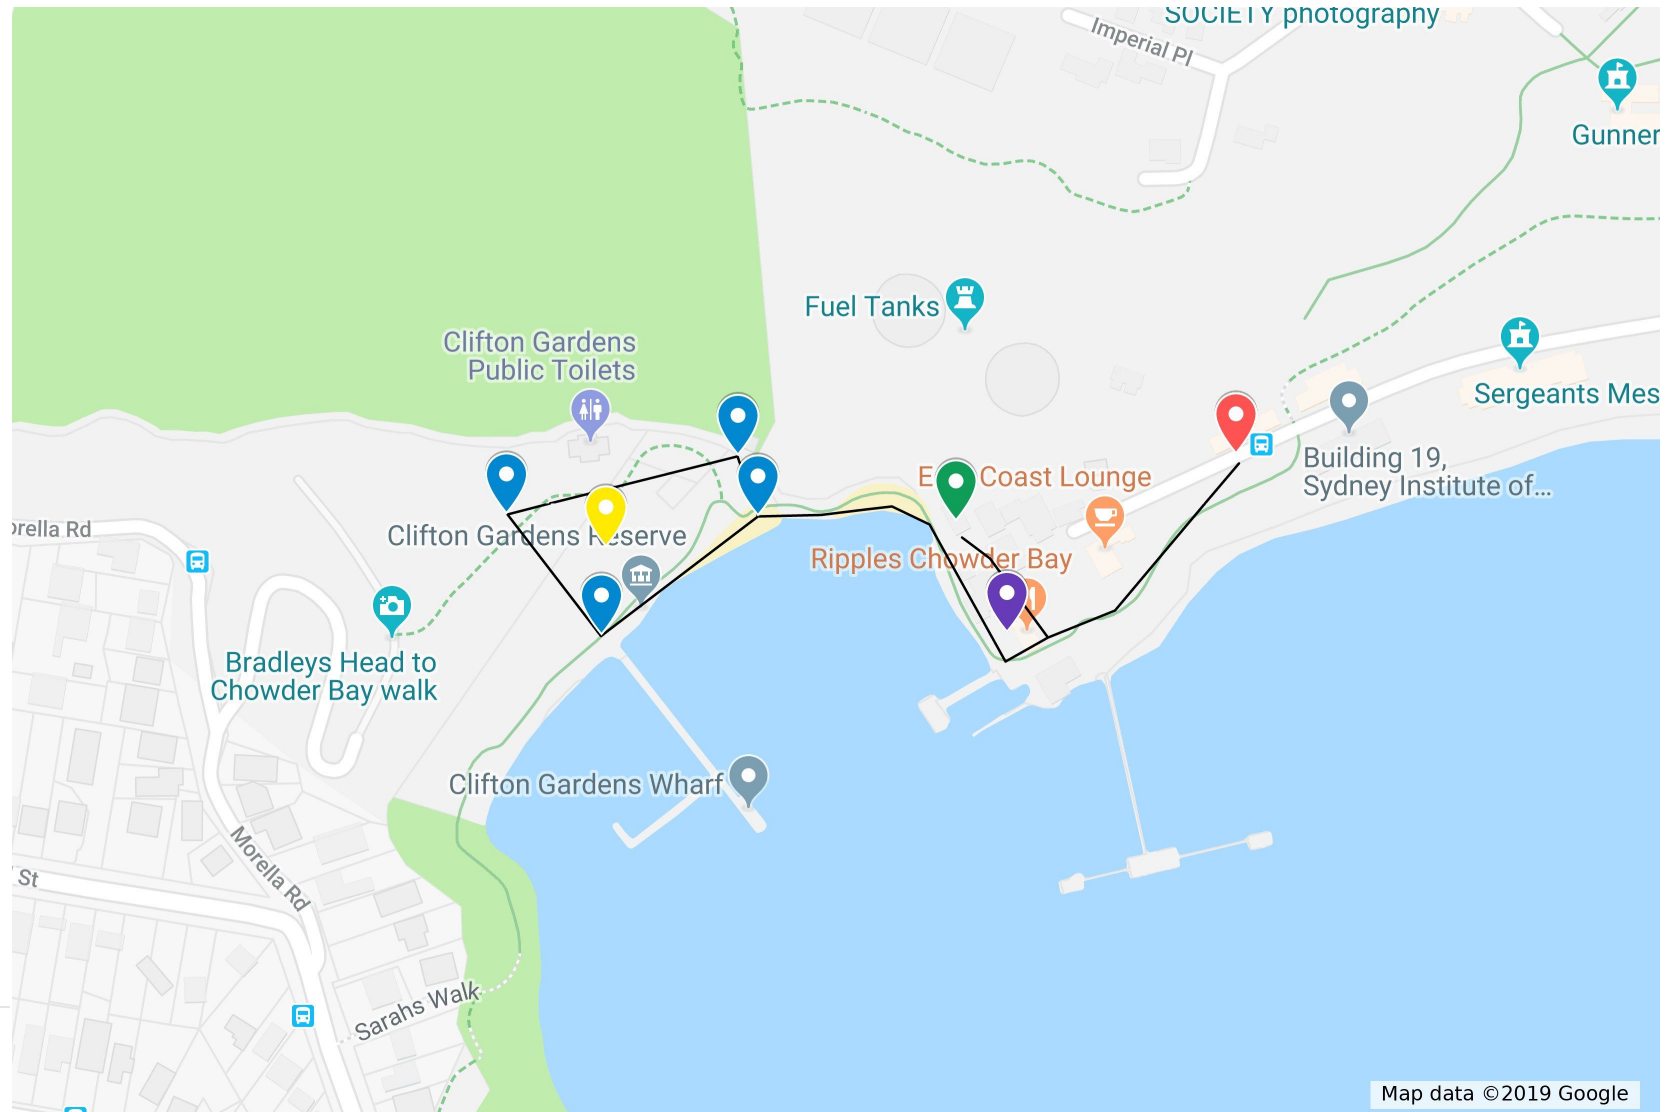 SOCIETY photography
Imperial Pl
Gunner
Fuel Tanks
Clifton Gardens
Public Toilets
Sergeants Mes
Coast Lounge
Building 19,
Sydney Institute of...
Clifton Gardens Reserve
orella Rd
Ripples Chowder Bay
Bradleys Head to
Chowder Bay walk
Clifton Gardens Wharf
Morella Rd
St
Sarahs Walk
Map data ©2019 Google